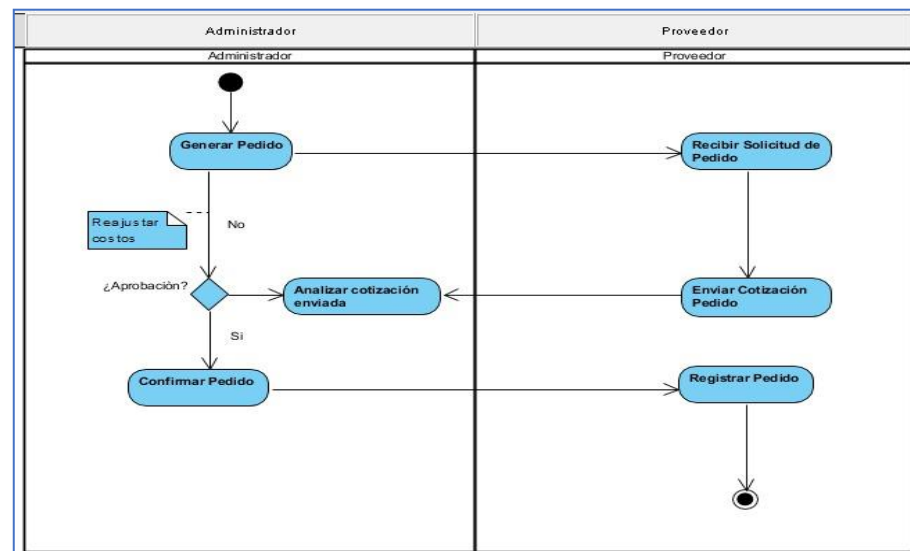 Administrador
Proveedor
Administrador
Proveedor
Generar Pedido
Recibir Solicitud de
Pedido
Reajustar
costos
No
¿Aprobaciòn?
Analizar cotización
enviada
Enviar Cotización
Pedido
Si
Confirmar Pedido
Registrar Pedido